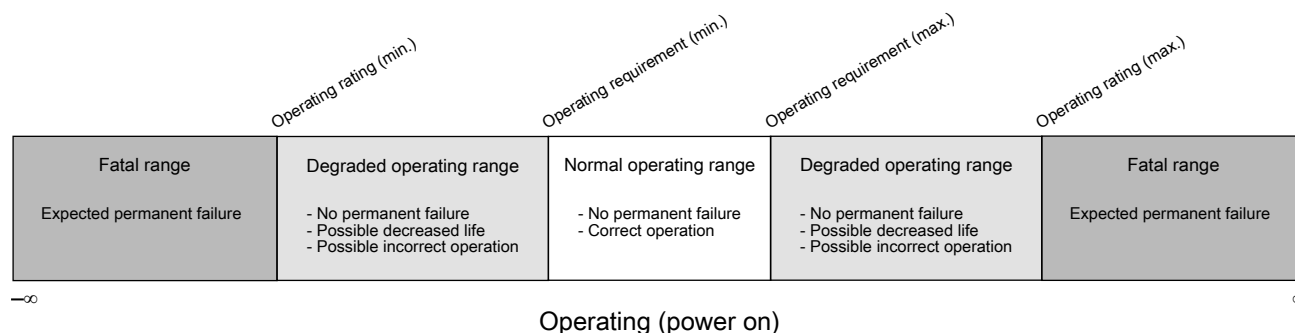 Operating rating (min.)
Operating requirement (min.)
Operating requirement (max.)
Operating rating (max.)
Fatal range
Expected permanent failure
Degraded operating range
- No permanent failure
- Possible decreased life
- Possible incorrect operation
Normal operating range
- No permanent failure
- Correct operation
Degraded operating range
- No permanent failure
- Possible decreased life
- Possible incorrect operation
Fatal range
Expected permanent failure
–∞
Operating (power on)